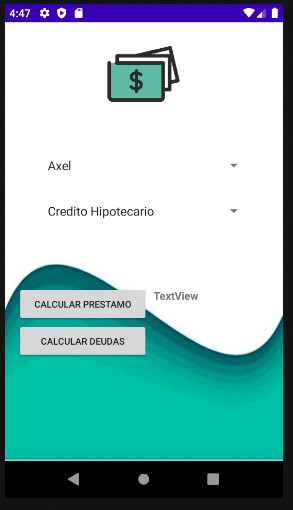 4:47
$
Axel
Credito Hipotecario
CALCULAR PRESTAMO
TextView
CALCULAR DEUDAS